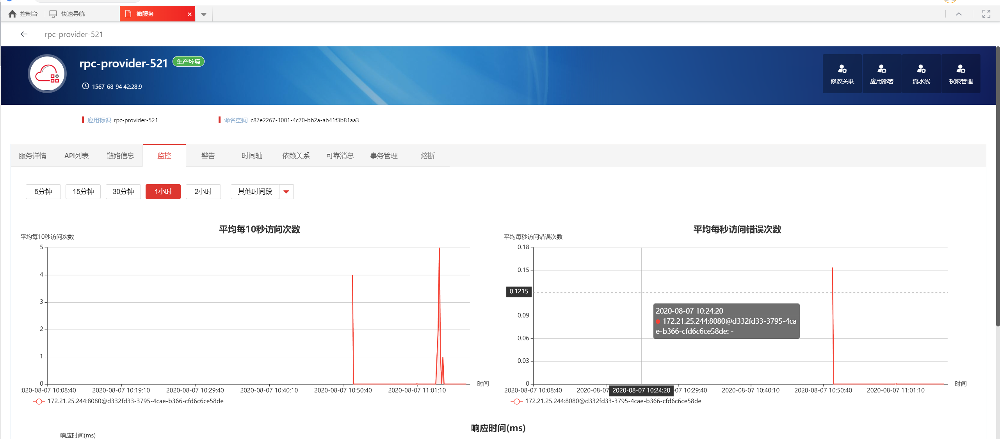 控制台
快速导航
微服务
rpc-provider-521
rpc-provider-521 生产环境
1567-68-94 42:28:9
修改关联
应用部署
流水线
权限管理
应用标识 rpc-provider-521
命名空间 c87e2267-1001-4c70-bb2a-ab41f3b81aa3
服务详情 API列表 链路信息 监控 警告 时间轴 依赖关系 可靠消息 事务管理 熔断
5分钟 15分钟 30分钟 1小时 2小时 其他时间段
平均每10秒访问次数
平均每10秒访问次数
5
4
3
2
1
0
时间
2020-08-07 10:08:40 2020-08-07 10:19:10 2020-08-07 10:29:40 2020-08-07 10:40:10 2020-08-07 10:50:40 2020-08-07 11:01:10
172.21.25.244:8080@d332fd33-3795-4cae-b366-cfd6c6ce58de
平均每秒访问错误次数
平均每秒访问错误次数
0.18
0.15
0.1215
0.09
0.06
0.03
0
2020-08-07 10:24:20
172.21.25.244:8080@d332fd33-3795-4ca
e-b366-cfd6c6ce58de: -
时间
2020-08-07 10:08:40 2020-08-07 10:24:20 7 10:29:40 2020-08-07 10:40:10 2020-08-07 10:50:40 2020-08-07 11:01:10
172.21.25.244:8080@d332fd33-3795-4cae-b366-cfd6c6ce58de
响应时间(ms)
响应时间(ms)